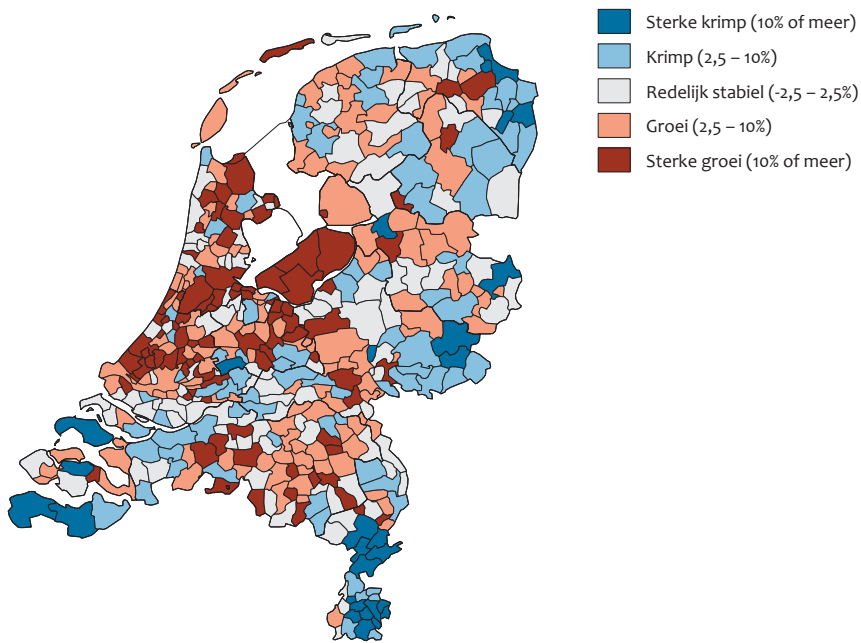 Sterke krimp (10% of meer)
Krimp (2,5 – 10%)
Redelijk stabiel (-2,5 – 2,5%)
Groei (2,5 – 10%)
Sterke groei (10% of meer)